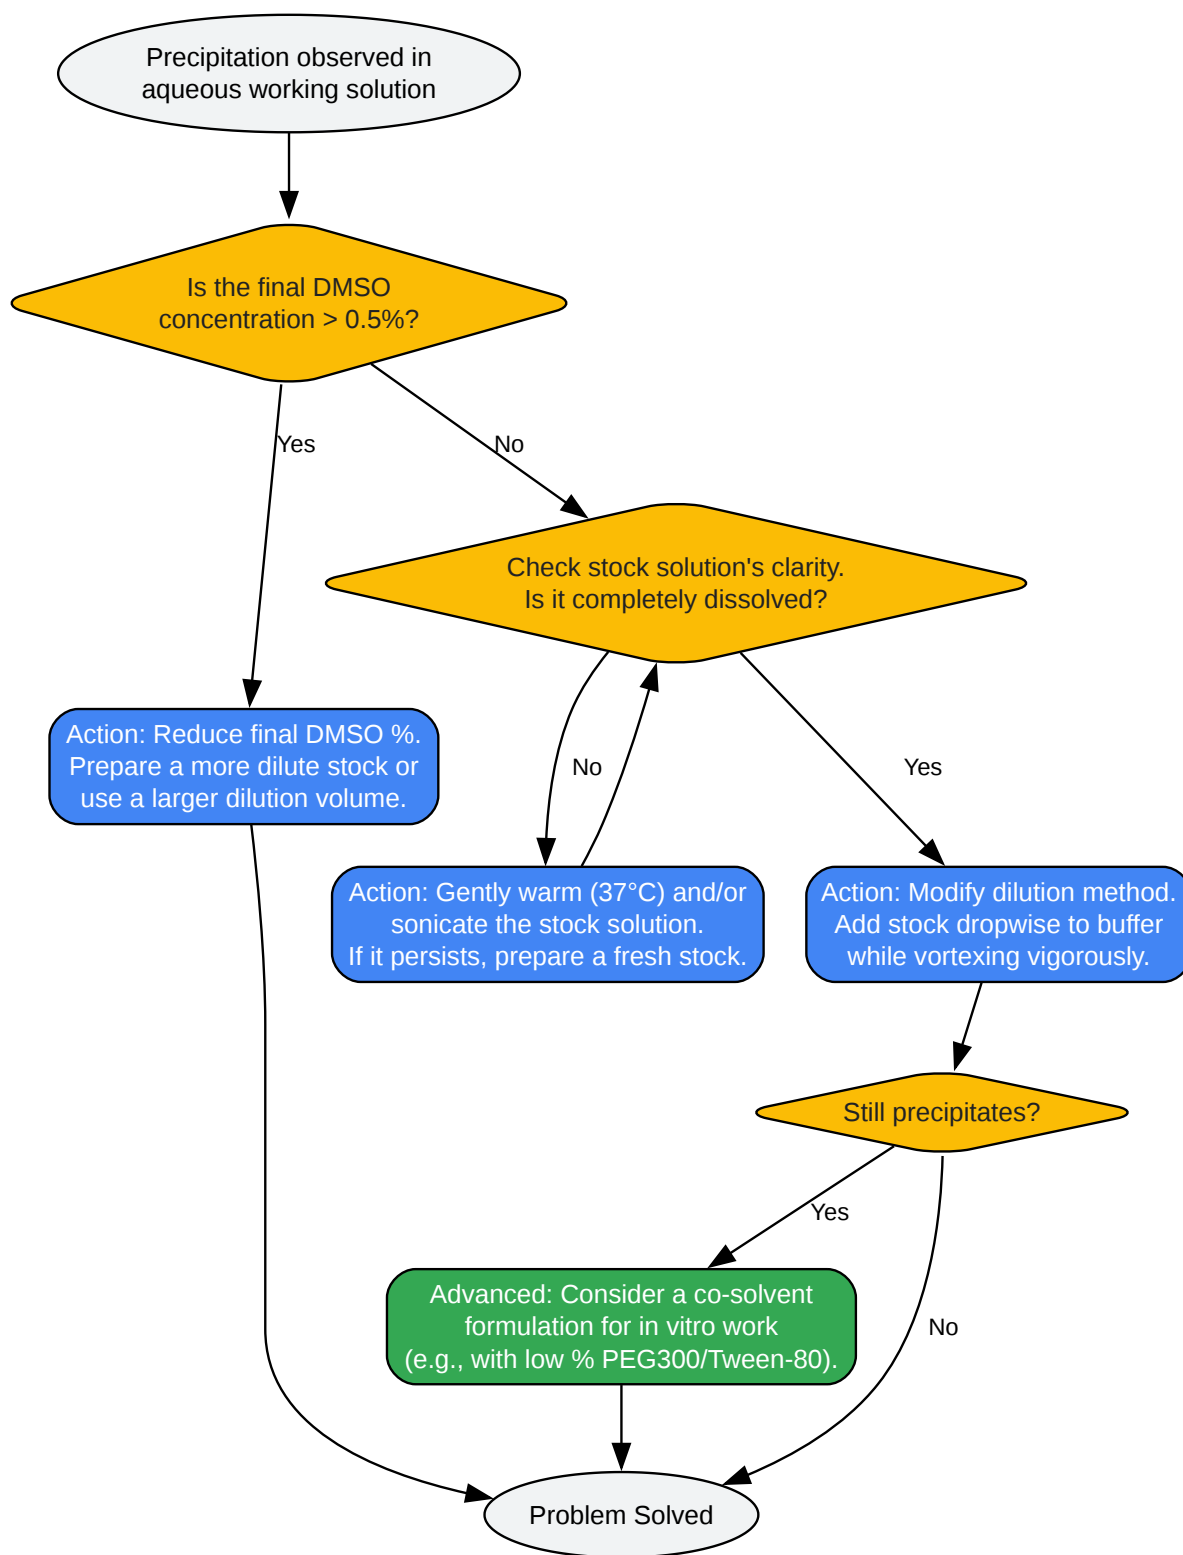 Precipitation observed in
aqueous working solution
Is the final DMSO
concentration > 0.5%?
Yes
No
Check stock solution's clarity.
Is it completely dissolved?
Action: Reduce final DMSO %.
Prepare a more dilute stock or
use a larger dilution volume.
No
Yes
Action: Gently warm (37°C) and/or
sonicate the stock solution.
If it persists, prepare a fresh stock.
Action: Modify dilution method.
Add stock dropwise to buffer
while vortexing vigorously.
Still precipitates?
Yes
No
Advanced: Consider a co-solvent
formulation for in vitro work
(e.g., with low % PEG300/Tween-80).
Problem Solved